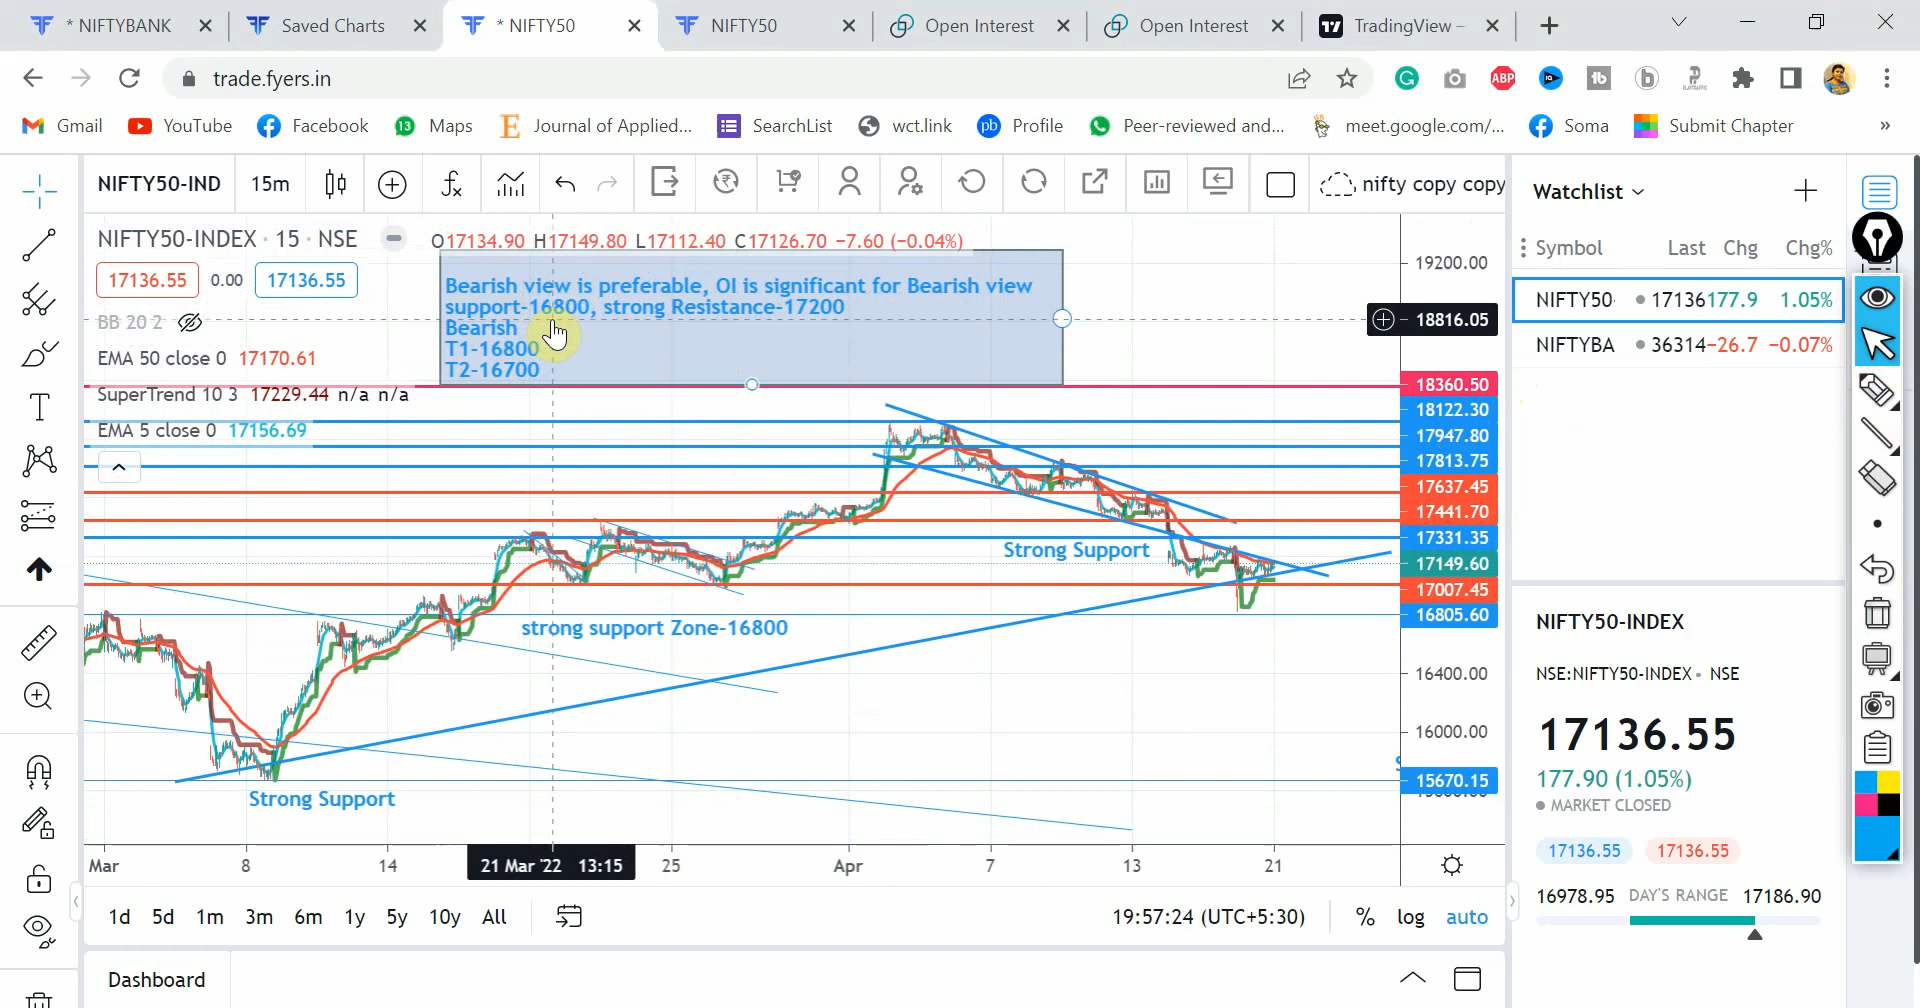 * NIFTYBANK
Saved Charts
* NIFTY50
NIFTY50
Open Interest
Open Interest
TradingView –
trade.fyers.in
Gmail
YouTube
Facebook
Maps
Journal of Applied...
SearchList
wct.link
Profile
Peer-reviewed and...
meet.google.com/...
Soma
Submit Chapter
»
NIFTY50-IND
15m
nifty copy copy
NIFTY50-INDEX · 15 · NSE
O17134.90 H17149.80 L17112.40 C17126.70 −7.60 (−0.04%)
17136.55 0.00 17136.55
BB 20 2
EMA 50 close 0 17170.61
SuperTrend 10 3 17229.44 n/a n/a
EMA 5 close 0 17156.69
Bearish view is preferable, OI is significant for Bearish view
support-16800, strong Resistance-17200
Bearish
T1-16800
T2-16700
Strong Support
strong support Zone-16800
Strong Support
19200.00
18816.05
18360.50
18122.30
17947.80
17813.75
17637.45
17441.70
17331.35
17149.60
17007.45
16805.60
16400.00
16000.00
15670.15
Mar
8
14
21 Mar '22 13:15
25
Apr
7
13
21
1d 5d 1m 3m 6m 1y 5y 10y All
19:57:24 (UTC+5:30)
% log auto
Dashboard
Watchlist
Symbol Last Chg Chg%
NIFTY50 17136 177.9 1.05%
NIFTYBA 36314 −26.7 −0.07%
NIFTY50-INDEX
NSE:NIFTY50-INDEX • NSE
17136.55
177.90 (1.05%)
MARKET CLOSED
17136.55 17136.55
16978.95 DAY'S RANGE 17186.90